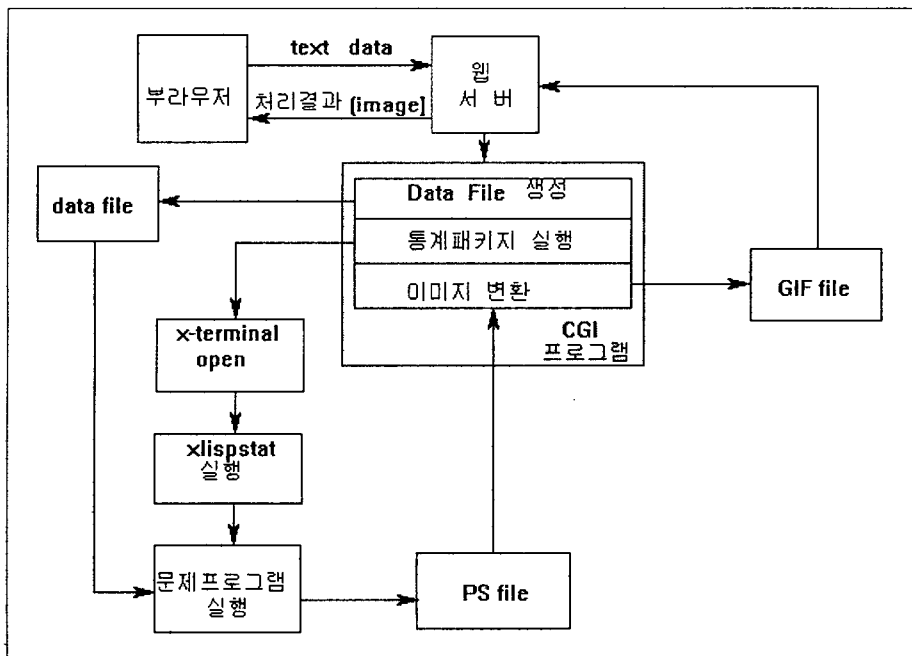 text data
부라우저
처리결과 [image]
웹
서 버
data file
Data File 생성
통계패키지 실행
이미지 변환
CGI
프로그램
GIF file
x-terminal
open
xlispstat
실행
문제프로그램
실행
PS file